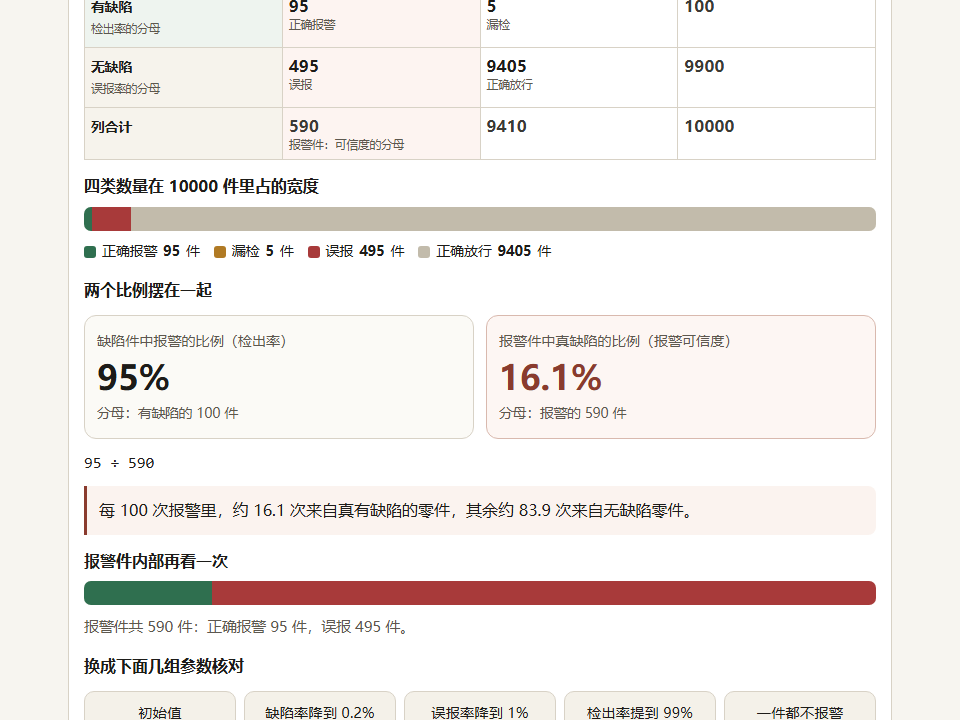 有缺陷 95 5 100
检出率的分母 正确报警 漏检
无缺陷 495 9405 9900
误报率的分母 误报 正确放行
列合计 590 9410 10000
报警件：可信度的分母
四类数量在 10000 件里占的宽度
正确报警 95 件 漏检 5 件 误报 495 件 正确放行 9405 件
两个比例摆在一起
缺陷件中报警的比例（检出率） 报警件中真缺陷的比例（报警可信度）
95% 16.1%
分母：有缺陷的 100 件 分母：报警的 590 件
95 ÷ 590
每 100 次报警里，约 16.1 次来自真有缺陷的零件，其余约 83.9 次来自无缺陷零件。
报警件内部再看一次
报警件共 590 件：正确报警 95 件，误报 495 件。
换成下面几组参数核对
初始值 缺陷率降到 0.2% 误报率降到 1% 检出率提到 99% 一件都不报警